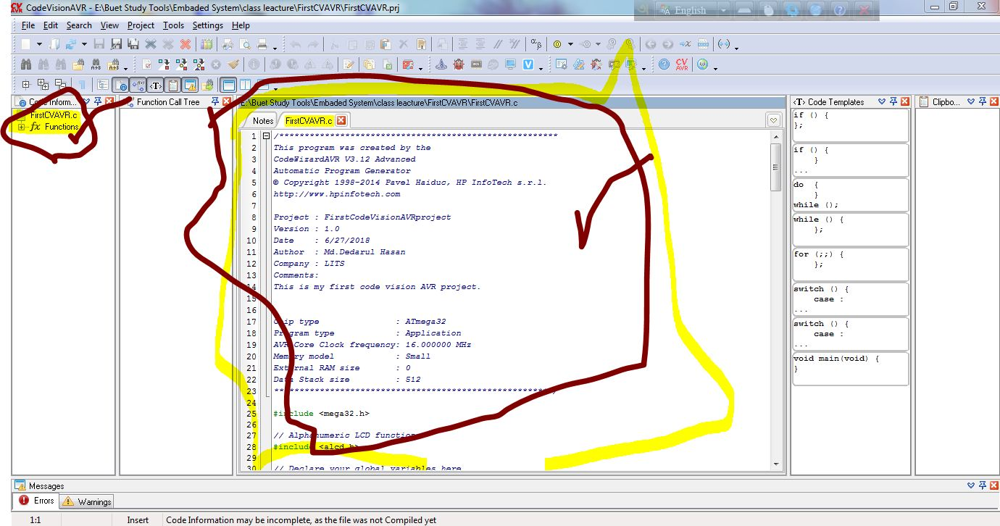 CodeVisionAVR - E:\Buet Study Tools\Embaded System\class leacture\FirstCVAVR\FirstCVAVR.prj
English
File Edit Search View Project Tools Settings Help
Code Inform...
Function Call Tree
E:\Buet Study Tools\Embaded System\class leacture\FirstCVAVR\FirstCVAVR.c
<T> Code Templates
Clipbo...
FirstCVAVR.c
fx Functions
Notes FirstCVAVR.c
1 /*******************************************************
2 This program was created by the
3 CodeWizardAVR V3.12 Advanced
4 Automatic Program Generator
5 © Copyright 1998-2014 Pavel Haiduc, HP InfoTech s.r.l.
6 http://www.hpinfotech.com
7
8 Project : FirstCodeVisionAVRproject
9 Version : 1.0
10 Date    : 6/27/2018
11 Author  : Md.Dedarul Hasan
12 Company : LITS
13 Comments:
14 This is my first code vision AVR project.
15
16
17 Chip type               : ATmega32
18 Program type            : Application
19 AVR Core Clock frequency: 16.000000 MHz
20 Memory model            : Small
21 External RAM size       : 0
22 Data Stack size         : 512
23 *******************************************************/
24
25 #include <mega32.h>
26
27 // Alphanumeric LCD function
28 #include <alcd.h>
29
30 // Declare your global variables here
if () {
};
if () {
}
...
do {
}
while ();
while () {
};
for (;;) {
};
switch () {
case :
...
switch () {
case :
...
void main(void) {
}
Messages
Errors Warnings
1:1 Insert Code Information may be incomplete, as the file was not Compiled yet